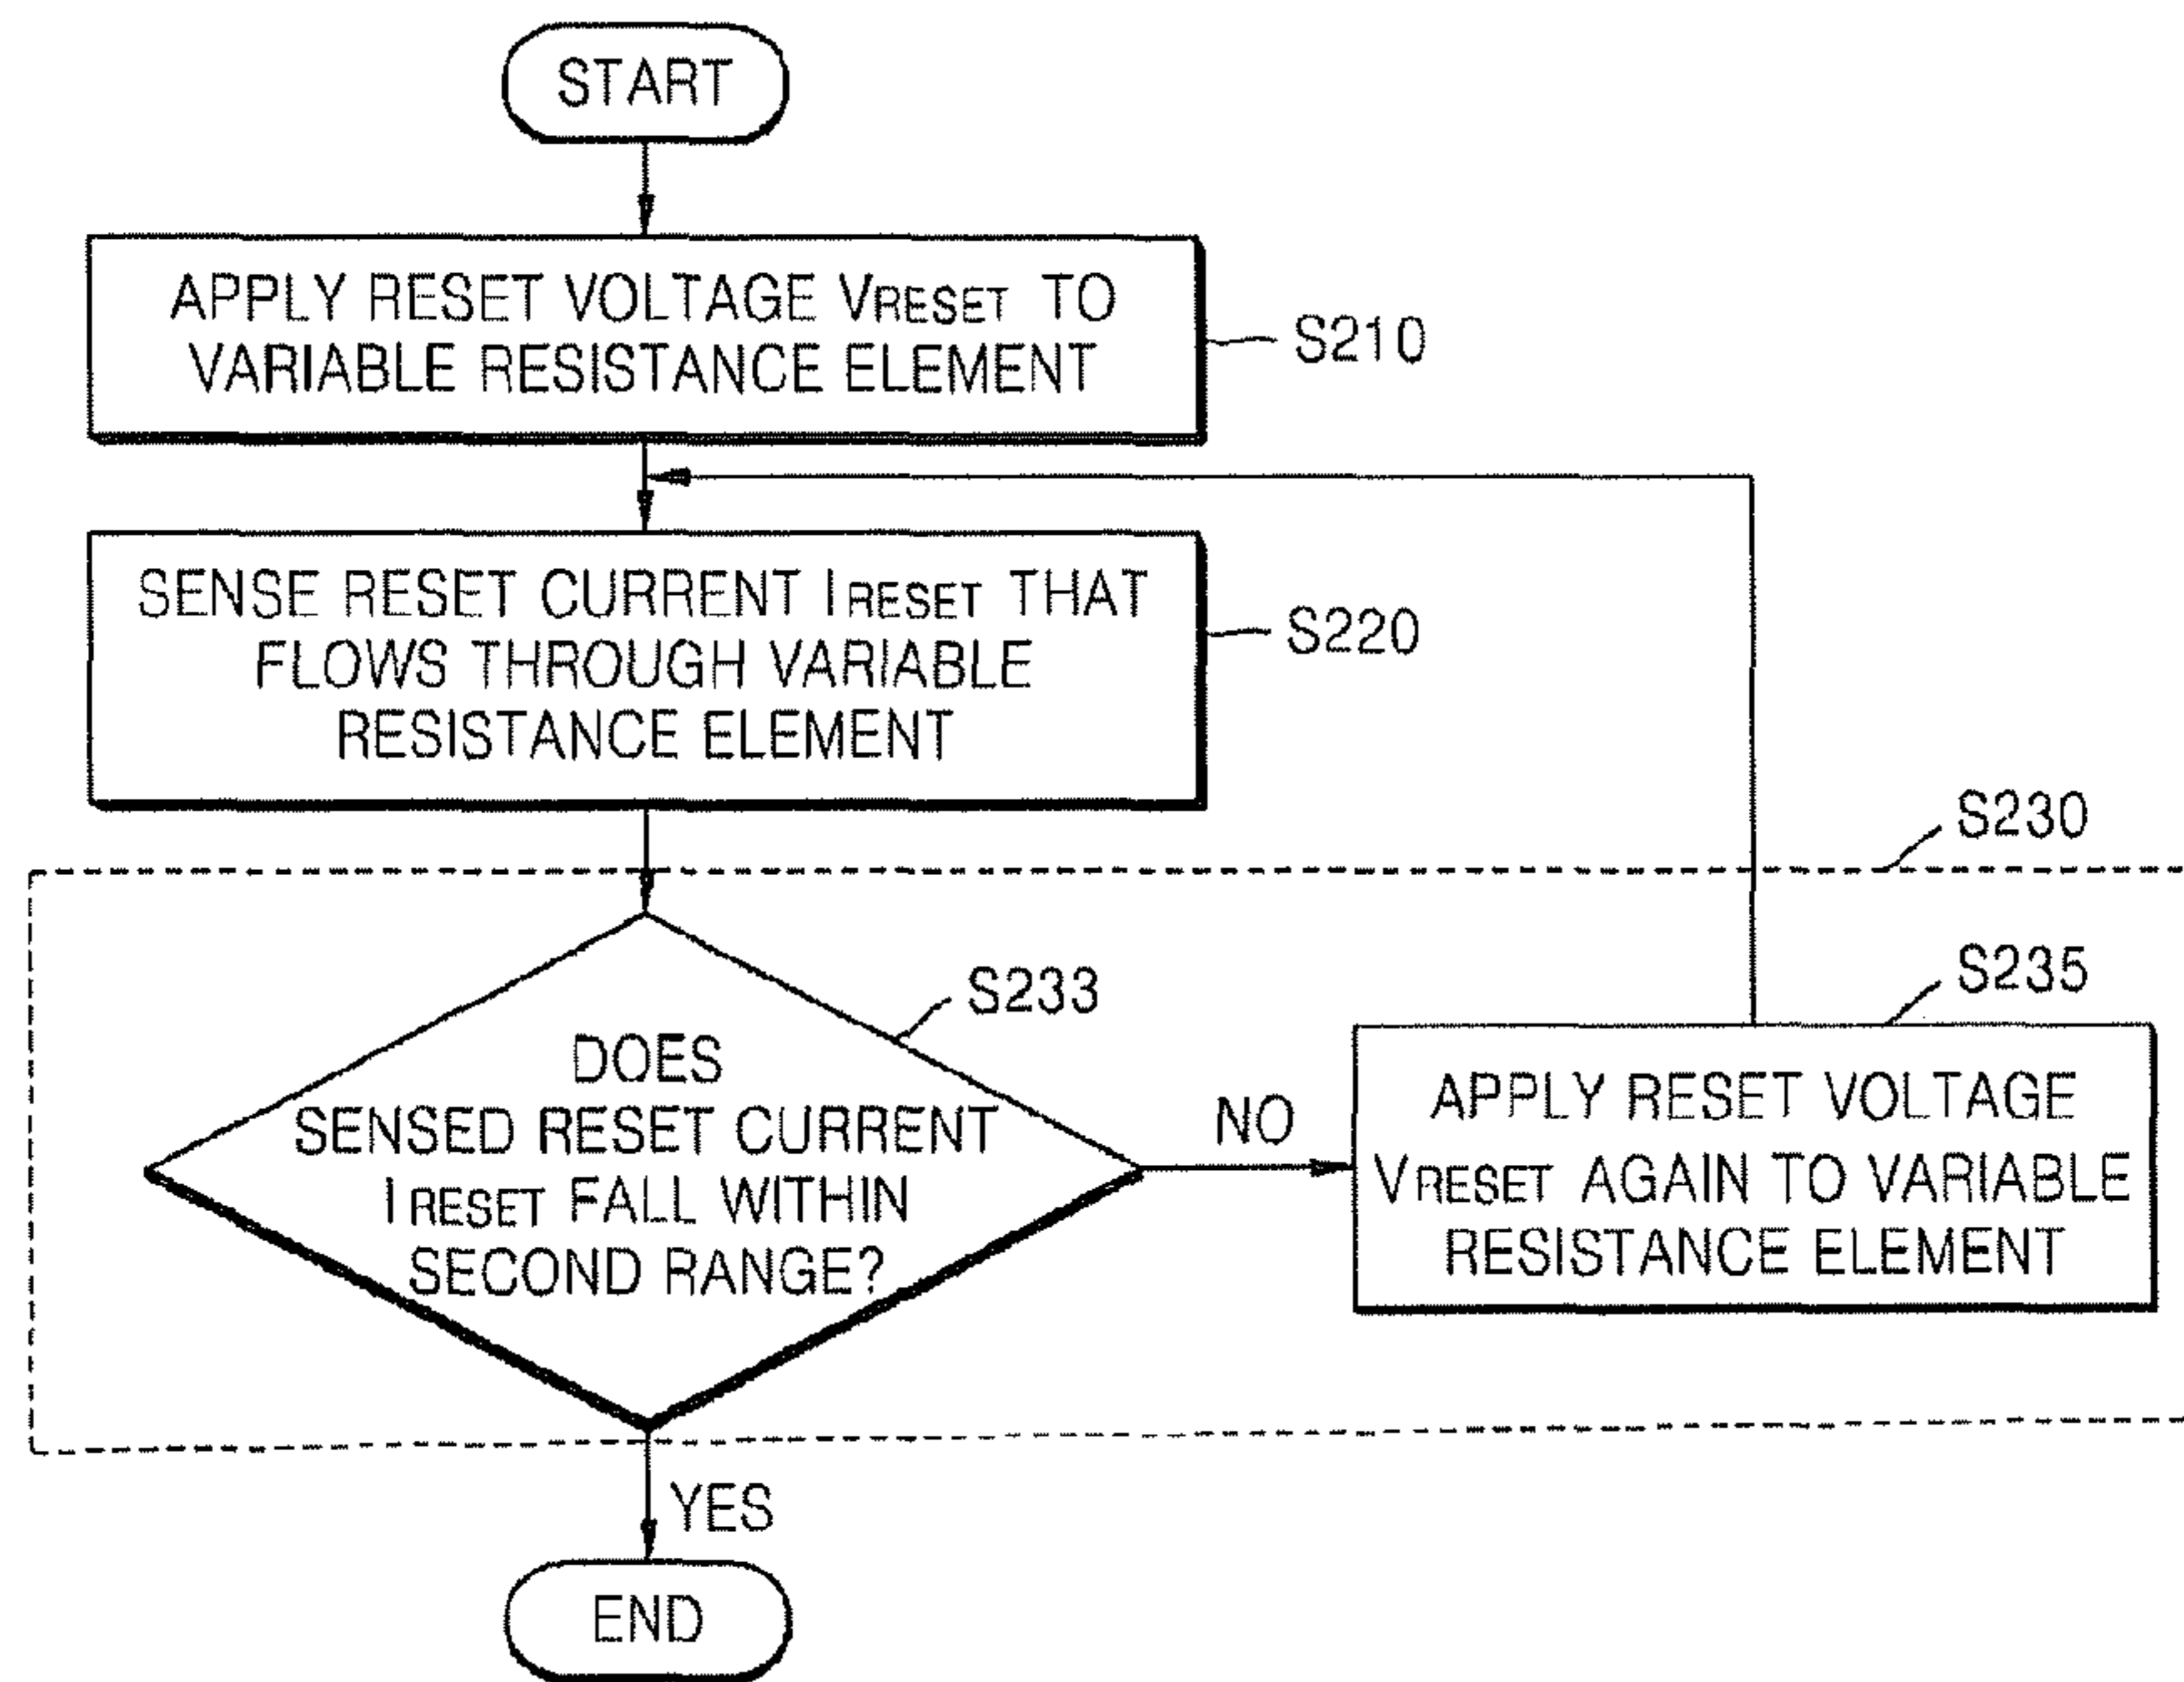 START
APPLY RESET VOLTAGE VRESET TO
VARIABLE RESISTANCE ELEMENT
S210
SENSE RESET CURRENT IRESET THAT
FLOWS THROUGH VARIABLE
RESISTANCE ELEMENT
S220
S230
S233
DOES
SENSED RESET CURRENT
IRESET FALL WITHIN
SECOND RANGE?
NO
S235
APPLY RESET VOLTAGE
VRESET AGAIN TO VARIABLE
RESISTANCE ELEMENT
YES
END